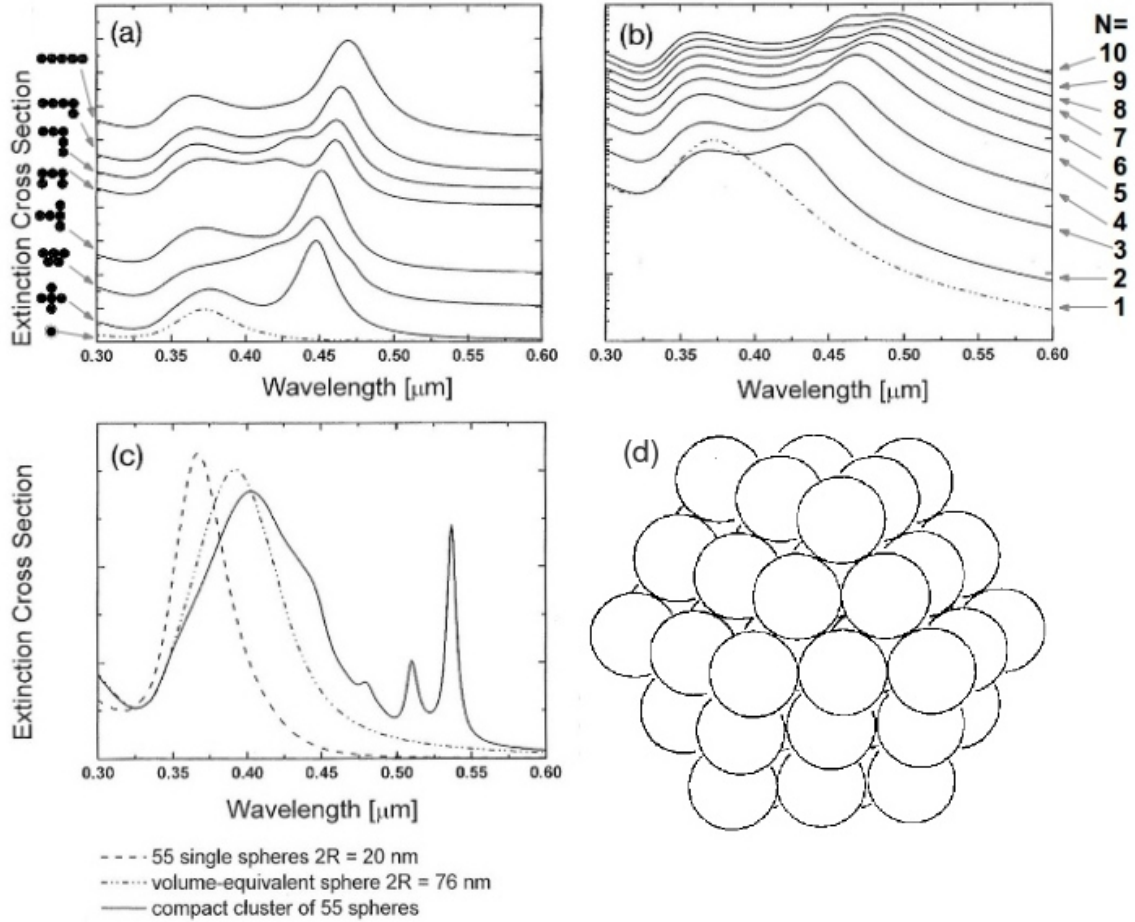 (a)
Extinction Cross Section
0.30 0.35 0.40 0.45 0.50 0.55 0.60
Wavelength [μm]
(b)
N=
10
9
8
7
6
5
4
3
2
1
0.30 0.35 0.40 0.45 0.50 0.55 0.60
Wavelength [μm]
(c)
Extinction Cross Section
0.30 0.35 0.40 0.45 0.50 0.55 0.60
Wavelength [μm]
(d)
55 single spheres 2R = 20 nm
volume-equivalent sphere 2R = 76 nm
compact cluster of 55 spheres